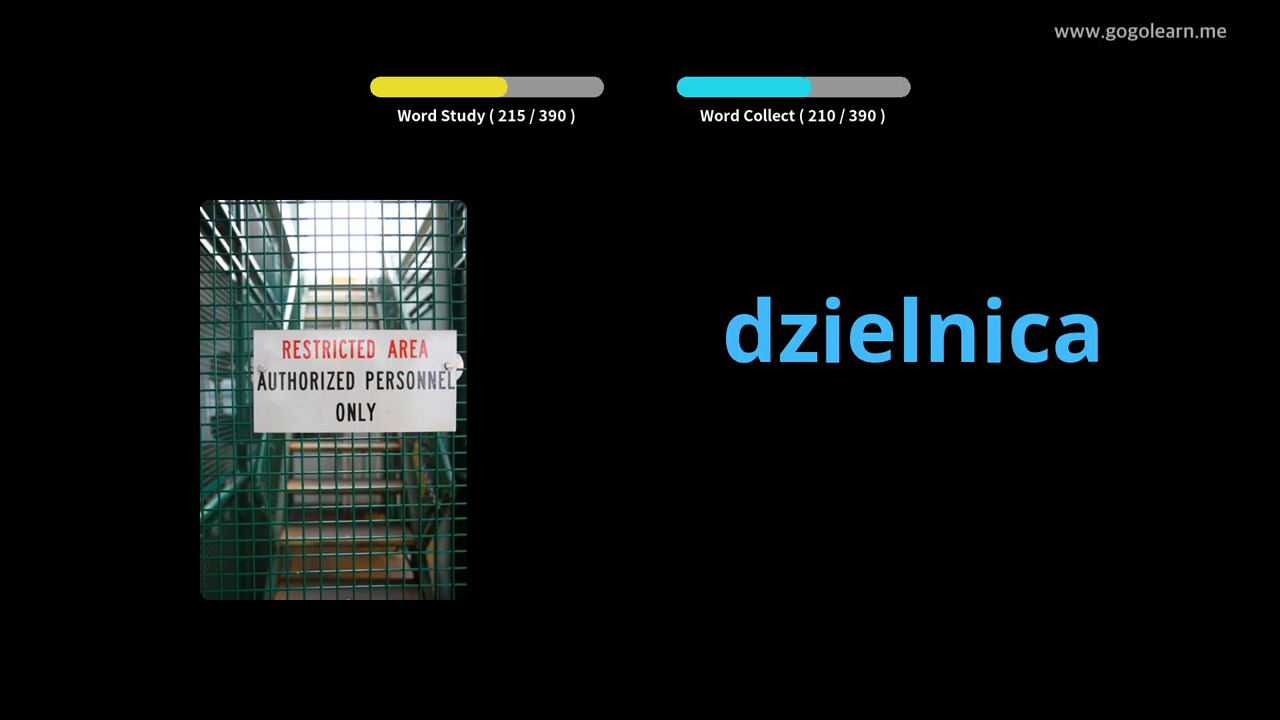 www.gogolearn.me
Word Study ( 215 / 390 )
Word Collect ( 210 / 390 )
RESTRICTED AREA
AUTHORIZED PERSONNEL
ONLY
dzielnica